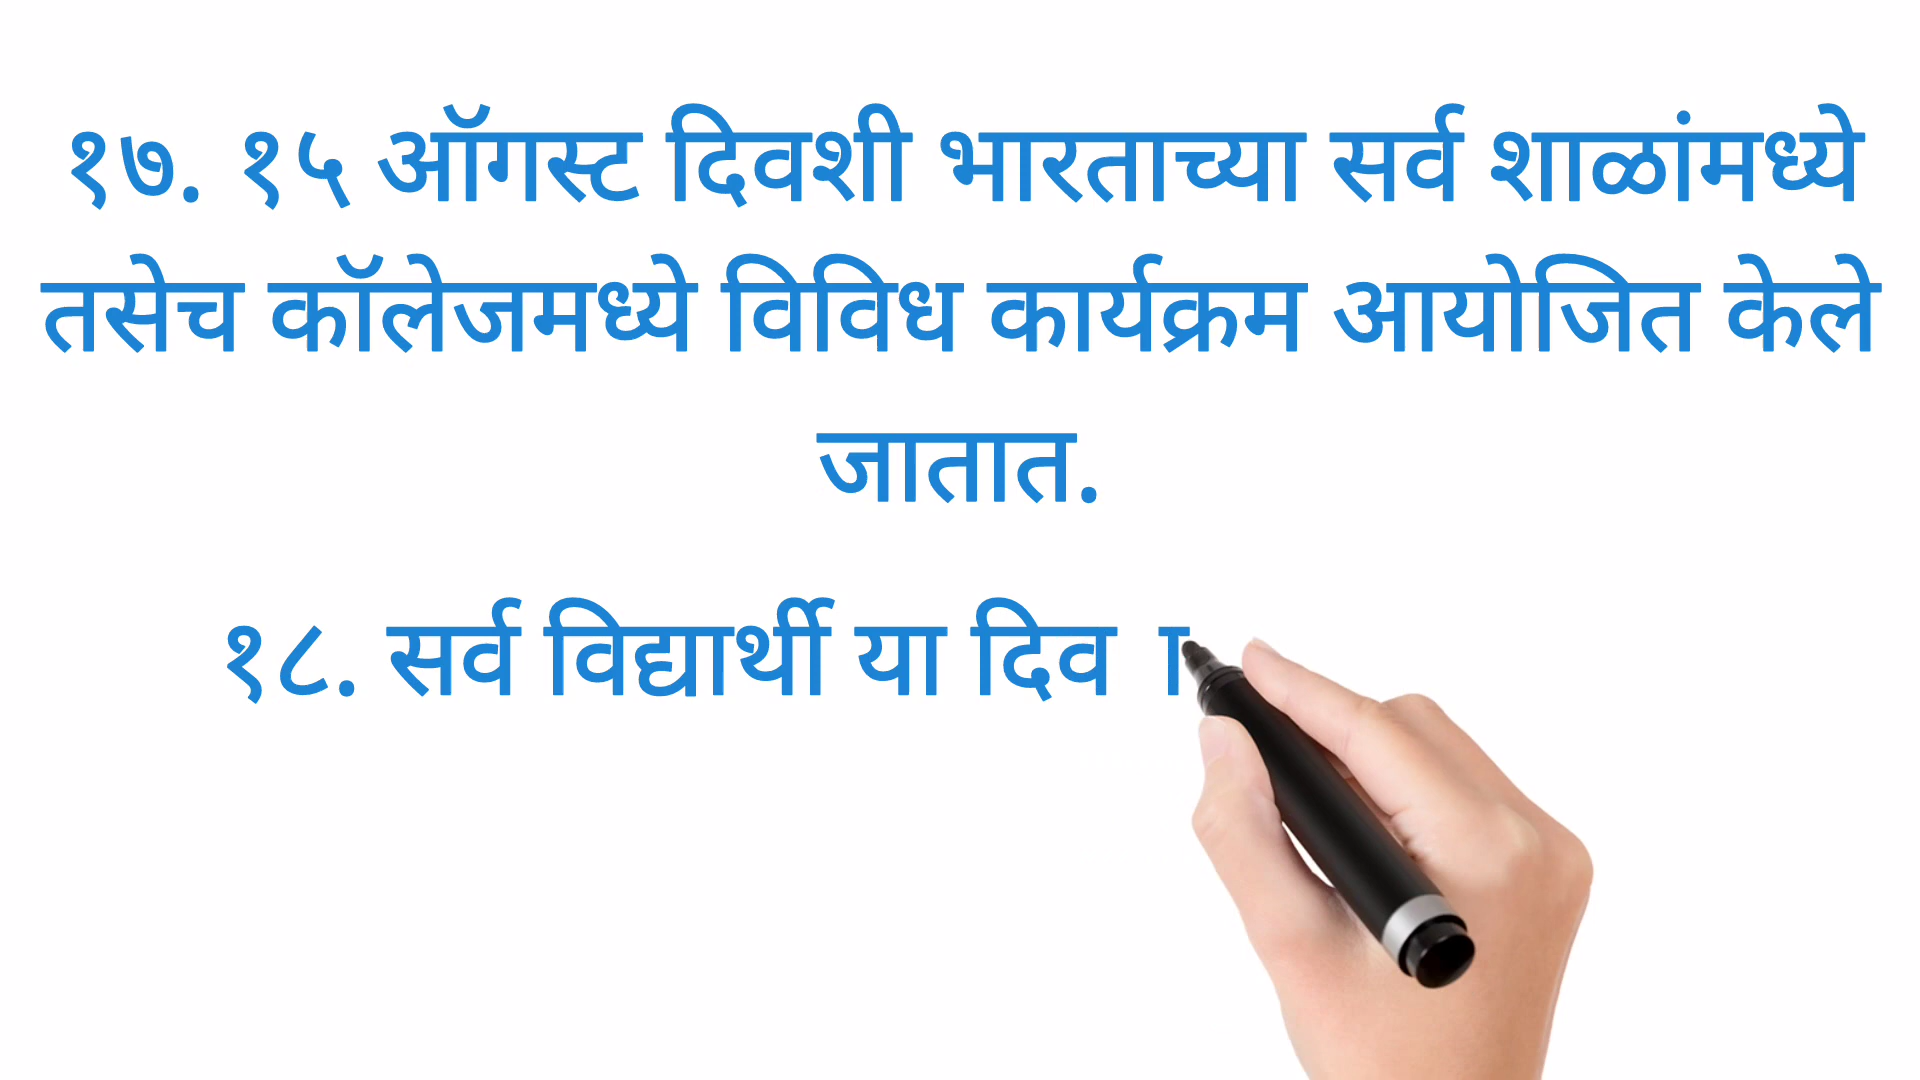 १७. १५ ऑगस्ट दिवशी भारताच्या सर्व शाळांमध्ये
तसेच कॉलेजमध्ये विविध कार्यक्रम आयोजित केले
जातात.
१८. सर्व विद्यार्थी या